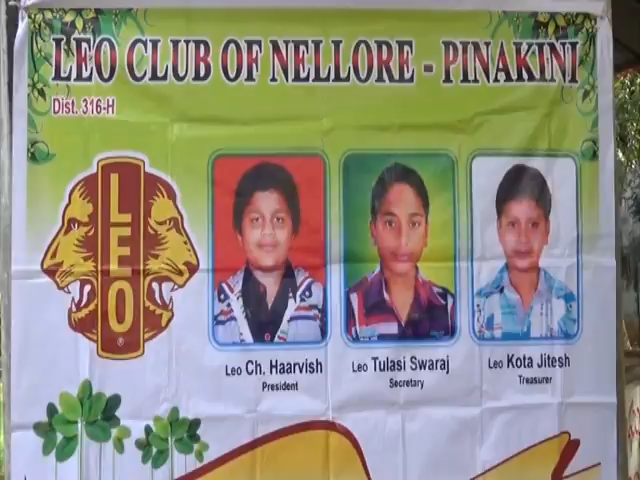 LEO CLUB OF NELLORE - PINAKINI
Dist. 316-H
LEO
®
Leo Ch. Haarvish
President
Leo Tulasi Swaraj
Secretary
Leo Kota Jitesh
Treasurer